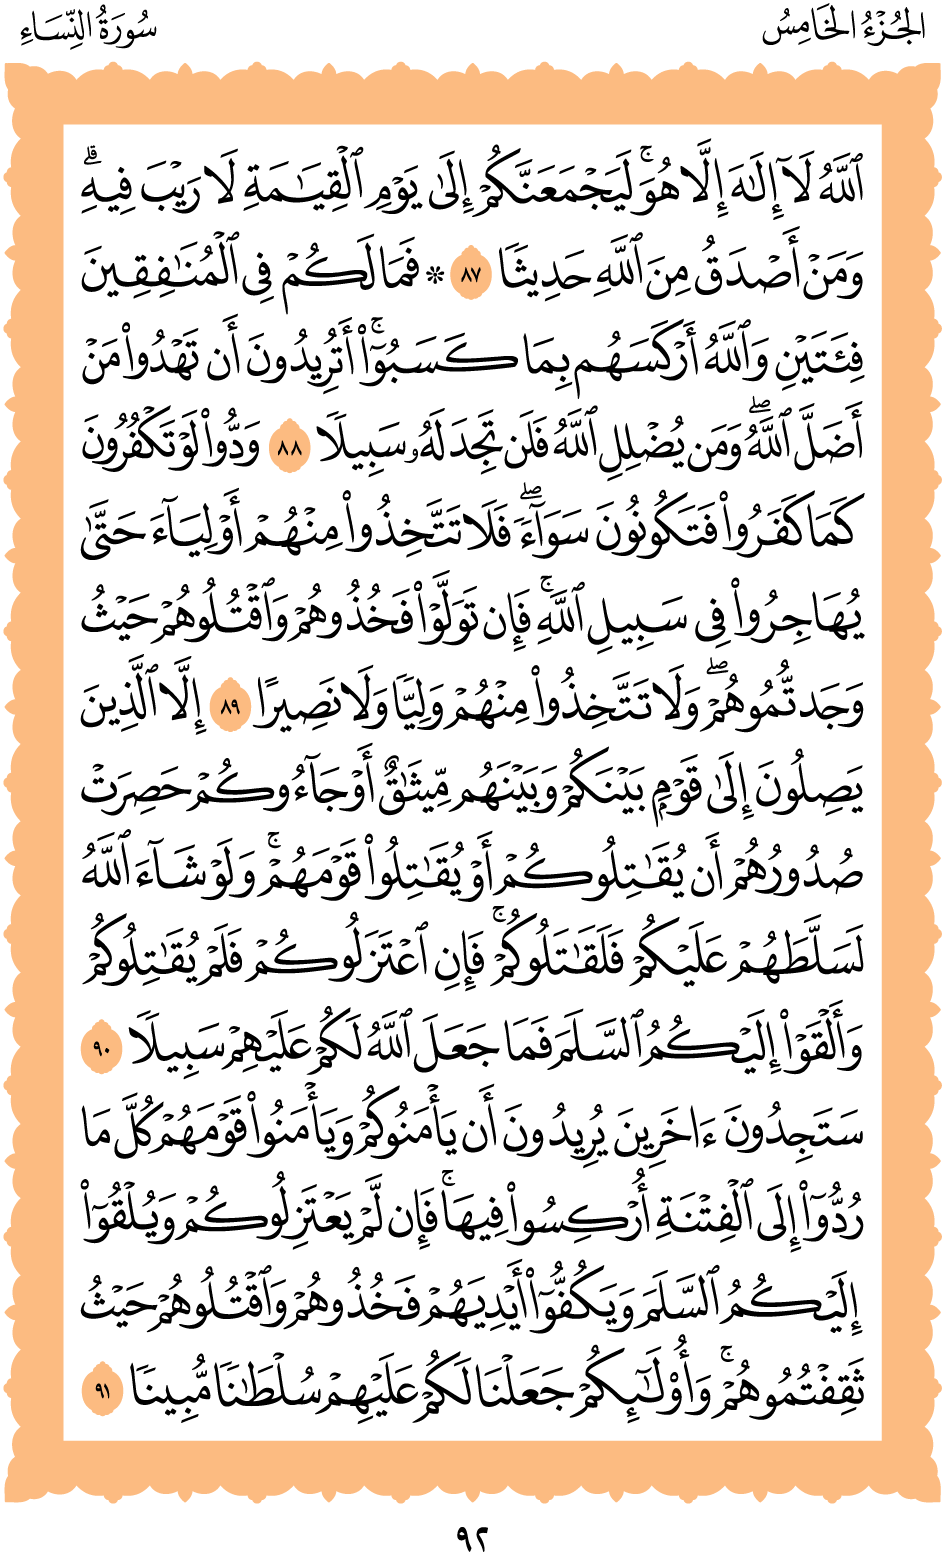 الجُزْءُ الخَامِسُ
سُورَةُ النِّسَاءِ
ٱللَّهُ لَآ إِلَٰهَ إِلَّا هُوَۚ لَيَجْمَعَنَّكُمْ إِلَىٰ يَوْمِ ٱلْقِيَٰمَةِ لَا رَيْبَ فِيهِۗ
وَمَنْ أَصْدَقُ مِنَ ٱللَّهِ حَدِيثًا ٨٧ ۞ فَمَا لَكُمْ فِى ٱلْمُنَٰفِقِينَ
فِئَتَيْنِ وَٱللَّهُ أَرْكَسَهُم بِمَا كَسَبُوٓا۟ۚ أَتُرِيدُونَ أَن تَهْدُوا۟ مَنْ
أَضَلَّ ٱللَّهُۖ وَمَن يُضْلِلِ ٱللَّهُ فَلَن تَجِدَ لَهُۥ سَبِيلًا ٨٨ وَدُّوا۟ لَوْ تَكْفُرُونَ
كَمَا كَفَرُوا۟ فَتَكُونُونَ سَوَآءًۖ فَلَا تَتَّخِذُوا۟ مِنْهُمْ أَوْلِيَآءَ حَتَّىٰ
يُهَاجِرُوا۟ فِى سَبِيلِ ٱللَّهِۚ فَإِن تَوَلَّوْا۟ فَخُذُوهُمْ وَٱقْتُلُوهُمْ حَيْثُ
وَجَدتُّمُوهُمْۖ وَلَا تَتَّخِذُوا۟ مِنْهُمْ وَلِيًّا وَلَا نَصِيرًا ٨٩ إِلَّا ٱلَّذِينَ
يَصِلُونَ إِلَىٰ قَوْمٍۭ بَيْنَكُمْ وَبَيْنَهُم مِّيثَٰقٌ أَوْ جَآءُوكُمْ حَصِرَتْ
صُدُورُهُمْ أَن يُقَٰتِلُوكُمْ أَوْ يُقَٰتِلُوا۟ قَوْمَهُمْۚ وَلَوْ شَآءَ ٱللَّهُ
لَسَلَّطَهُمْ عَلَيْكُمْ فَلَقَٰتَلُوكُمْۚ فَإِنِ ٱعْتَزَلُوكُمْ فَلَمْ يُقَٰتِلُوكُمْ
وَأَلْقَوْا۟ إِلَيْكُمُ ٱلسَّلَمَ فَمَا جَعَلَ ٱللَّهُ لَكُمْ عَلَيْهِمْ سَبِيلًا ٩٠
سَتَجِدُونَ ءَاخَرِينَ يُرِيدُونَ أَن يَأْمَنُوكُمْ وَيَأْمَنُوا۟ قَوْمَهُمْ كُلَّ مَا
رُدُّوٓا۟ إِلَى ٱلْفِتْنَةِ أُرْكِسُوا۟ فِيهَاۚ فَإِن لَّمْ يَعْتَزِلُوكُمْ وَيُلْقُوٓا۟
إِلَيْكُمُ ٱلسَّلَمَ وَيَكُفُّوٓا۟ أَيْدِيَهُمْ فَخُذُوهُمْ وَٱقْتُلُوهُمْ حَيْثُ
ثَقِفْتُمُوهُمْۚ وَأُو۟لَٰٓئِكُمْ جَعَلْنَا لَكُمْ عَلَيْهِمْ سُلْطَٰنًا مُّبِينًا ٩١
٩٢